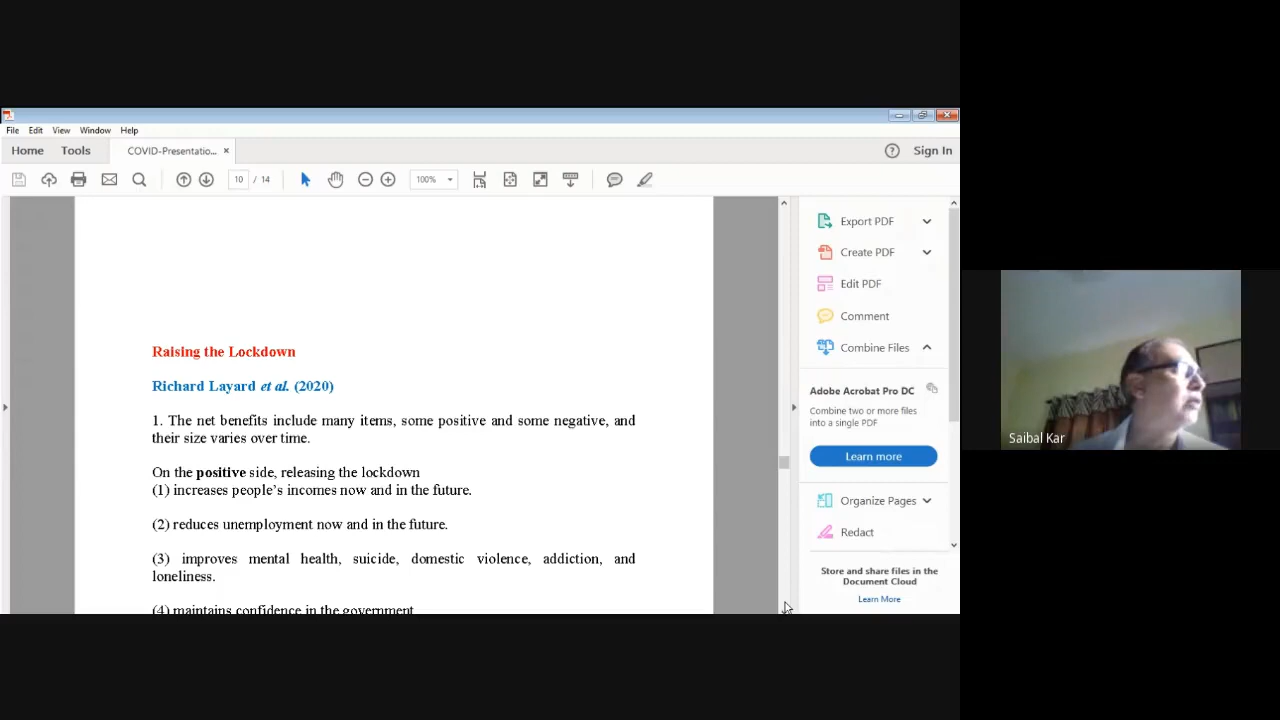 File Edit View Window Help
Home Tools COVID-Presentatio... × Sign In
10 / 14 100%
Raising the Lockdown
Richard Layard et al. (2020)
1. The net benefits include many items, some positive and some negative, and
their size varies over time.
On the positive side, releasing the lockdown
(1) increases people's incomes now and in the future.
(2) reduces unemployment now and in the future.
(3) improves mental health, suicide, domestic violence, addiction, and
loneliness.
(4) maintains confidence in the government
Export PDF
Create PDF
Edit PDF
Comment
Combine Files
Adobe Acrobat Pro DC
Combine two or more files
into a single PDF
Learn more
Organize Pages
Redact
Store and share files in the
Document Cloud
Learn More
Saibal Kar